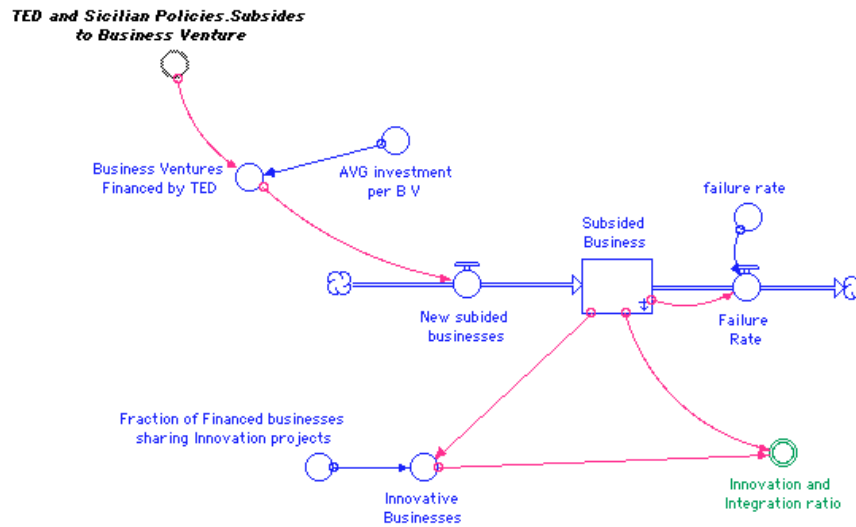 TED and Sicilian Policies.Subsides
to Business Venture
Business Ventures
Financed by TED
AVG investment
per B V
failure rate
Subsided
Business
New subided
businesses
Failure
Rate
Fraction of Financed businesses
sharing Innovation projects
Innovative
Businesses
Innovation and
Integration ratio